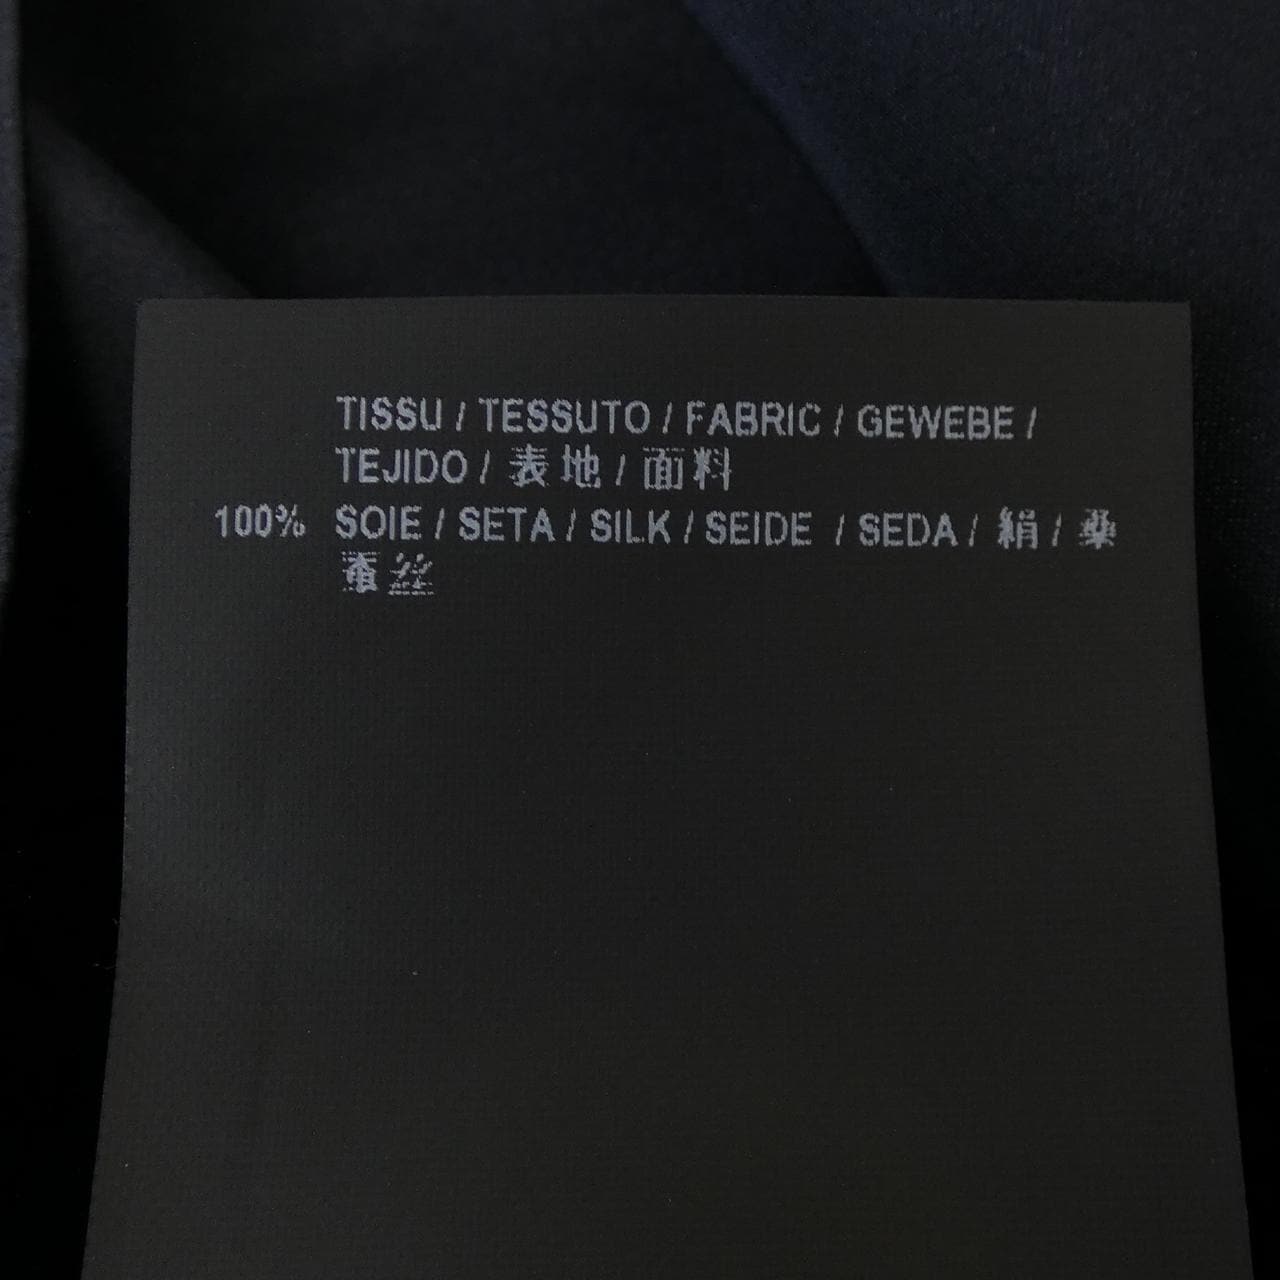 TISSU / TESSUTO / FABRIC / GEWEBE /
TEJIDO / 表地 / 面料
100% SOIE / SETA / SILK / SEIDE / SEDA / 絹 / 桑
蚕丝